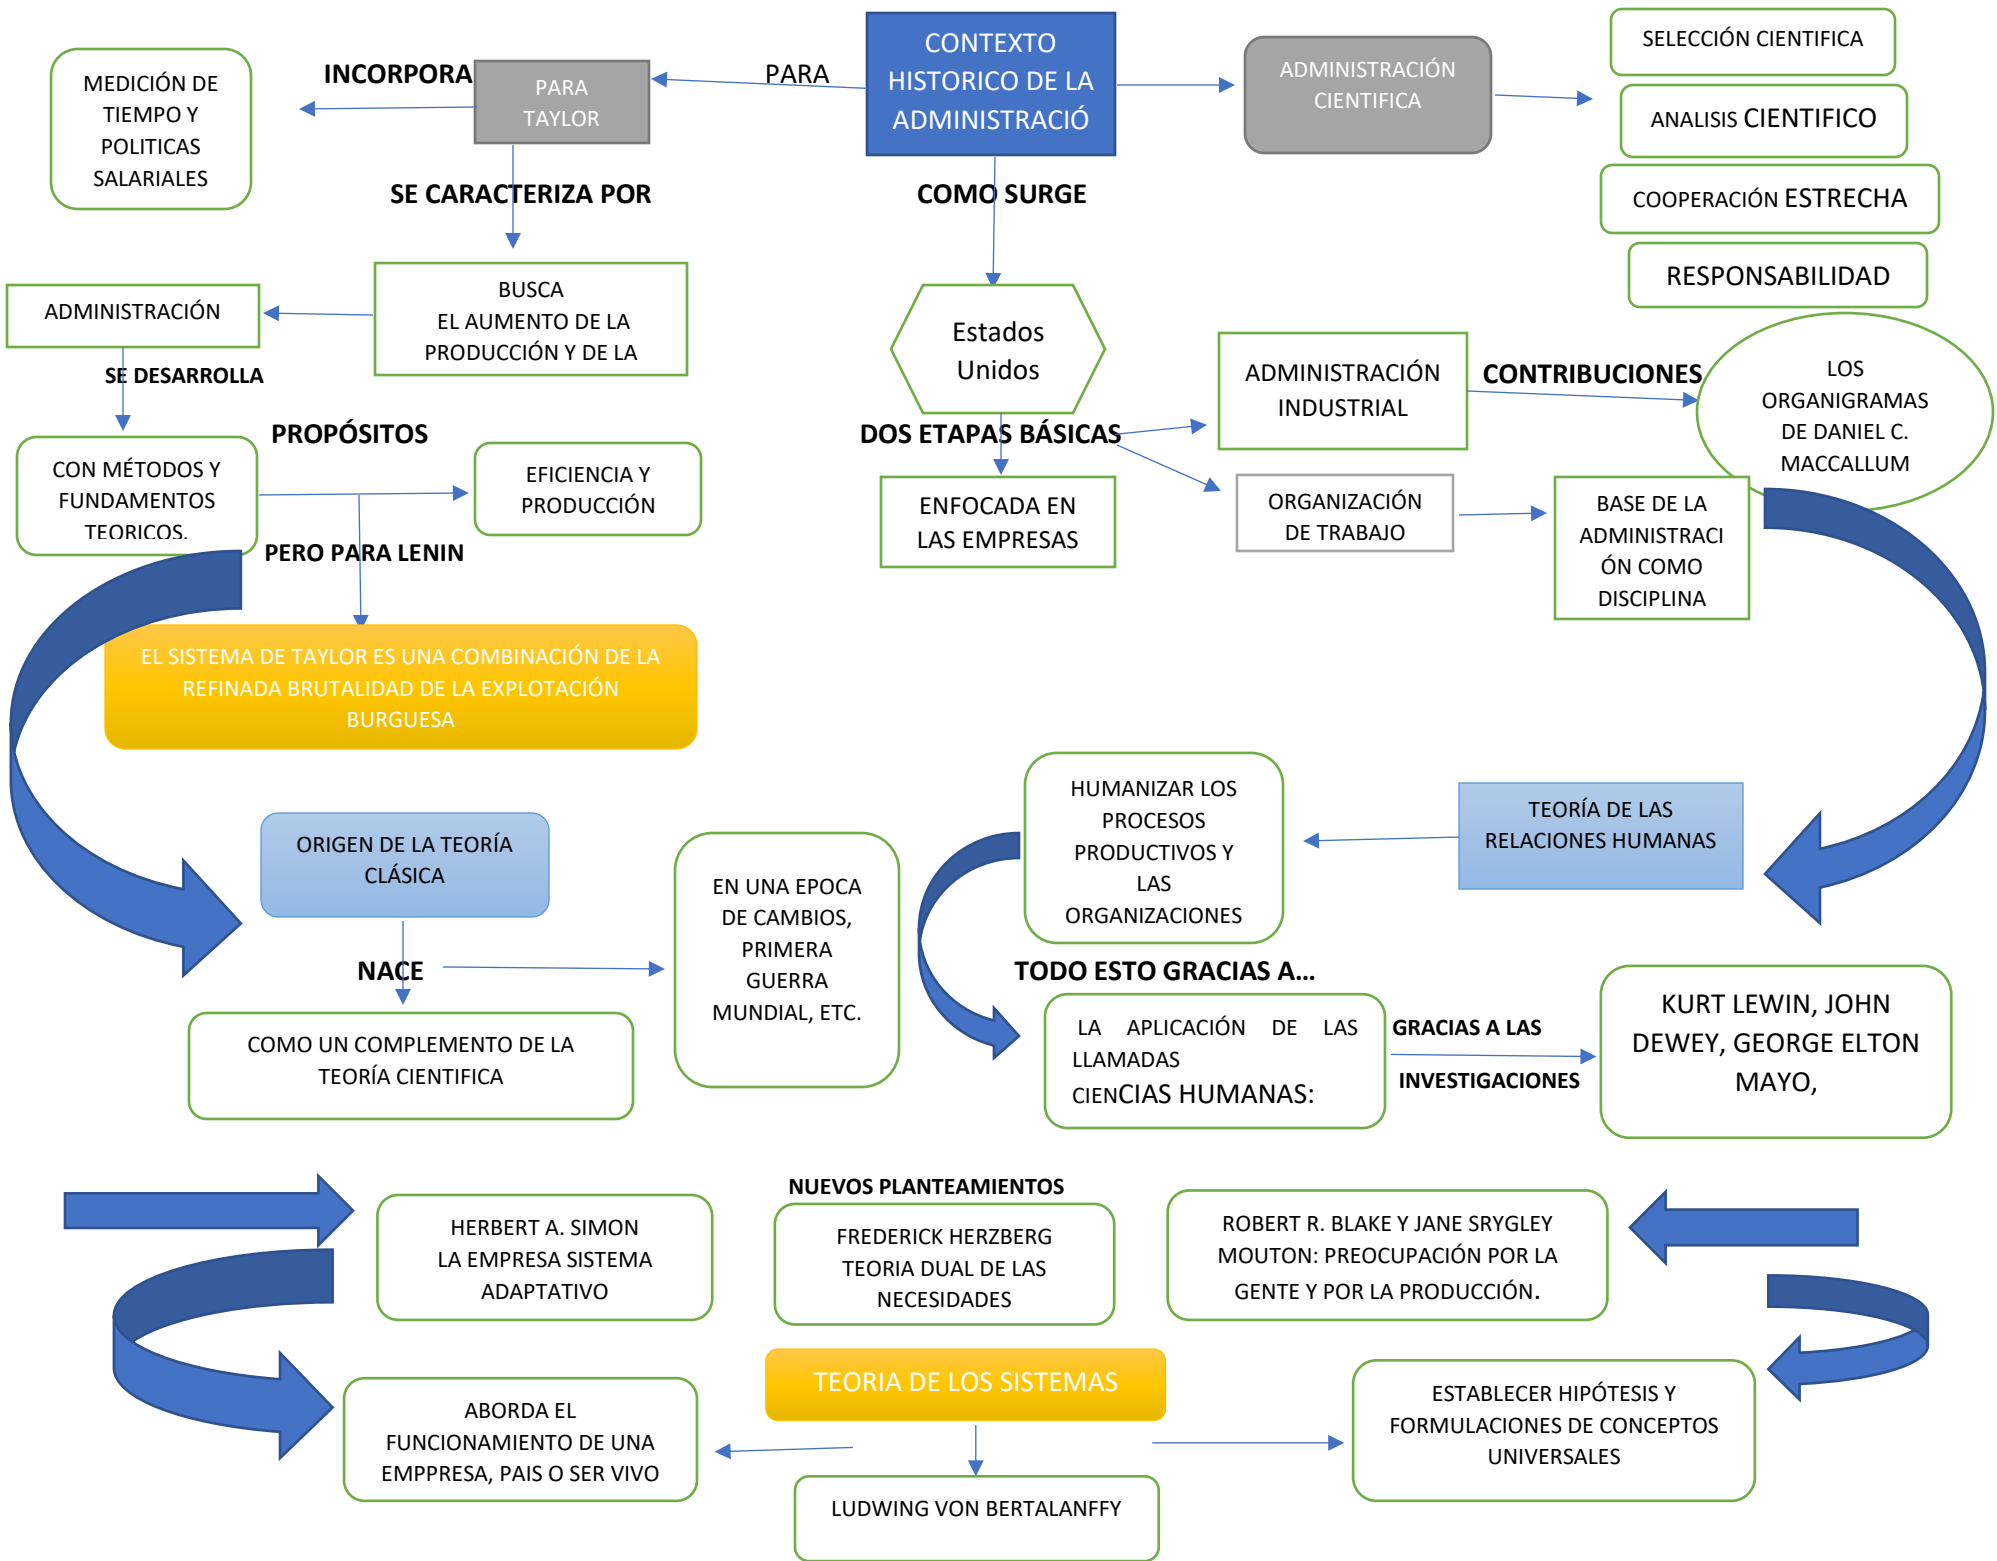 CONTEXTO
HISTORICO DE LA
ADMINISTRACIÓ
PARA
PARA
TAYLOR
INCORPORA
MEDICIÓN DE
TIEMPO Y
POLITICAS
SALARIALES
ADMINISTRACIÓN
CIENTIFICA
SELECCIÓN CIENTIFICA
ANALISIS CIENTIFICO
COOPERACIÓN ESTRECHA
RESPONSABILIDAD
SE CARACTERIZA POR
COMO SURGE
BUSCA
EL AUMENTO DE LA
PRODUCCIÓN Y DE LA
ADMINISTRACIÓN
SE DESARROLLA
CON MÉTODOS Y
FUNDAMENTOS
TEORICOS.
PROPÓSITOS
EFICIENCIA Y
PRODUCCIÓN
PERO PARA LENIN
EL SISTEMA DE TAYLOR ES UNA COMBINACIÓN DE LA
REFINADA BRUTALIDAD DE LA EXPLOTACIÓN
BURGUESA
Estados
Unidos
DOS ETAPAS BÁSICAS
ENFOCADA EN
LAS EMPRESAS
ADMINISTRACIÓN
INDUSTRIAL
CONTRIBUCIONES
LOS
ORGANIGRAMAS
DE DANIEL C.
MACCALLUM
ORGANIZACIÓN
DE TRABAJO
BASE DE LA
ADMINISTRACI
ÓN COMO
DISCIPLINA
ORIGEN DE LA TEORÍA
CLÁSICA
NACE
COMO UN COMPLEMENTO DE LA
TEORÍA CIENTIFICA
EN UNA EPOCA
DE CAMBIOS,
PRIMERA
GUERRA
MUNDIAL, ETC.
TEORÍA DE LAS
RELACIONES HUMANAS
HUMANIZAR LOS
PROCESOS
PRODUCTIVOS Y
LAS
ORGANIZACIONES
TODO ESTO GRACIAS A...
LA APLICACIÓN DE LAS
LLAMADAS
CIENCIAS HUMANAS:
GRACIAS A LAS
INVESTIGACIONES
KURT LEWIN, JOHN
DEWEY, GEORGE ELTON
MAYO,
NUEVOS PLANTEAMIENTOS
HERBERT A. SIMON
LA EMPRESA SISTEMA
ADAPTATIVO
FREDERICK HERZBERG
TEORIA DUAL DE LAS
NECESIDADES
ROBERT R. BLAKE Y JANE SRYGLEY
MOUTON: PREOCUPACIÓN POR LA
GENTE Y POR LA PRODUCCIÓN.
TEORIA DE LOS SISTEMAS
ABORDA EL
FUNCIONAMIENTO DE UNA
EMPPRESA, PAIS O SER VIVO
LUDWING VON BERTALANFFY
ESTABLECER HIPÓTESIS Y
FORMULACIONES DE CONCEPTOS
UNIVERSALES